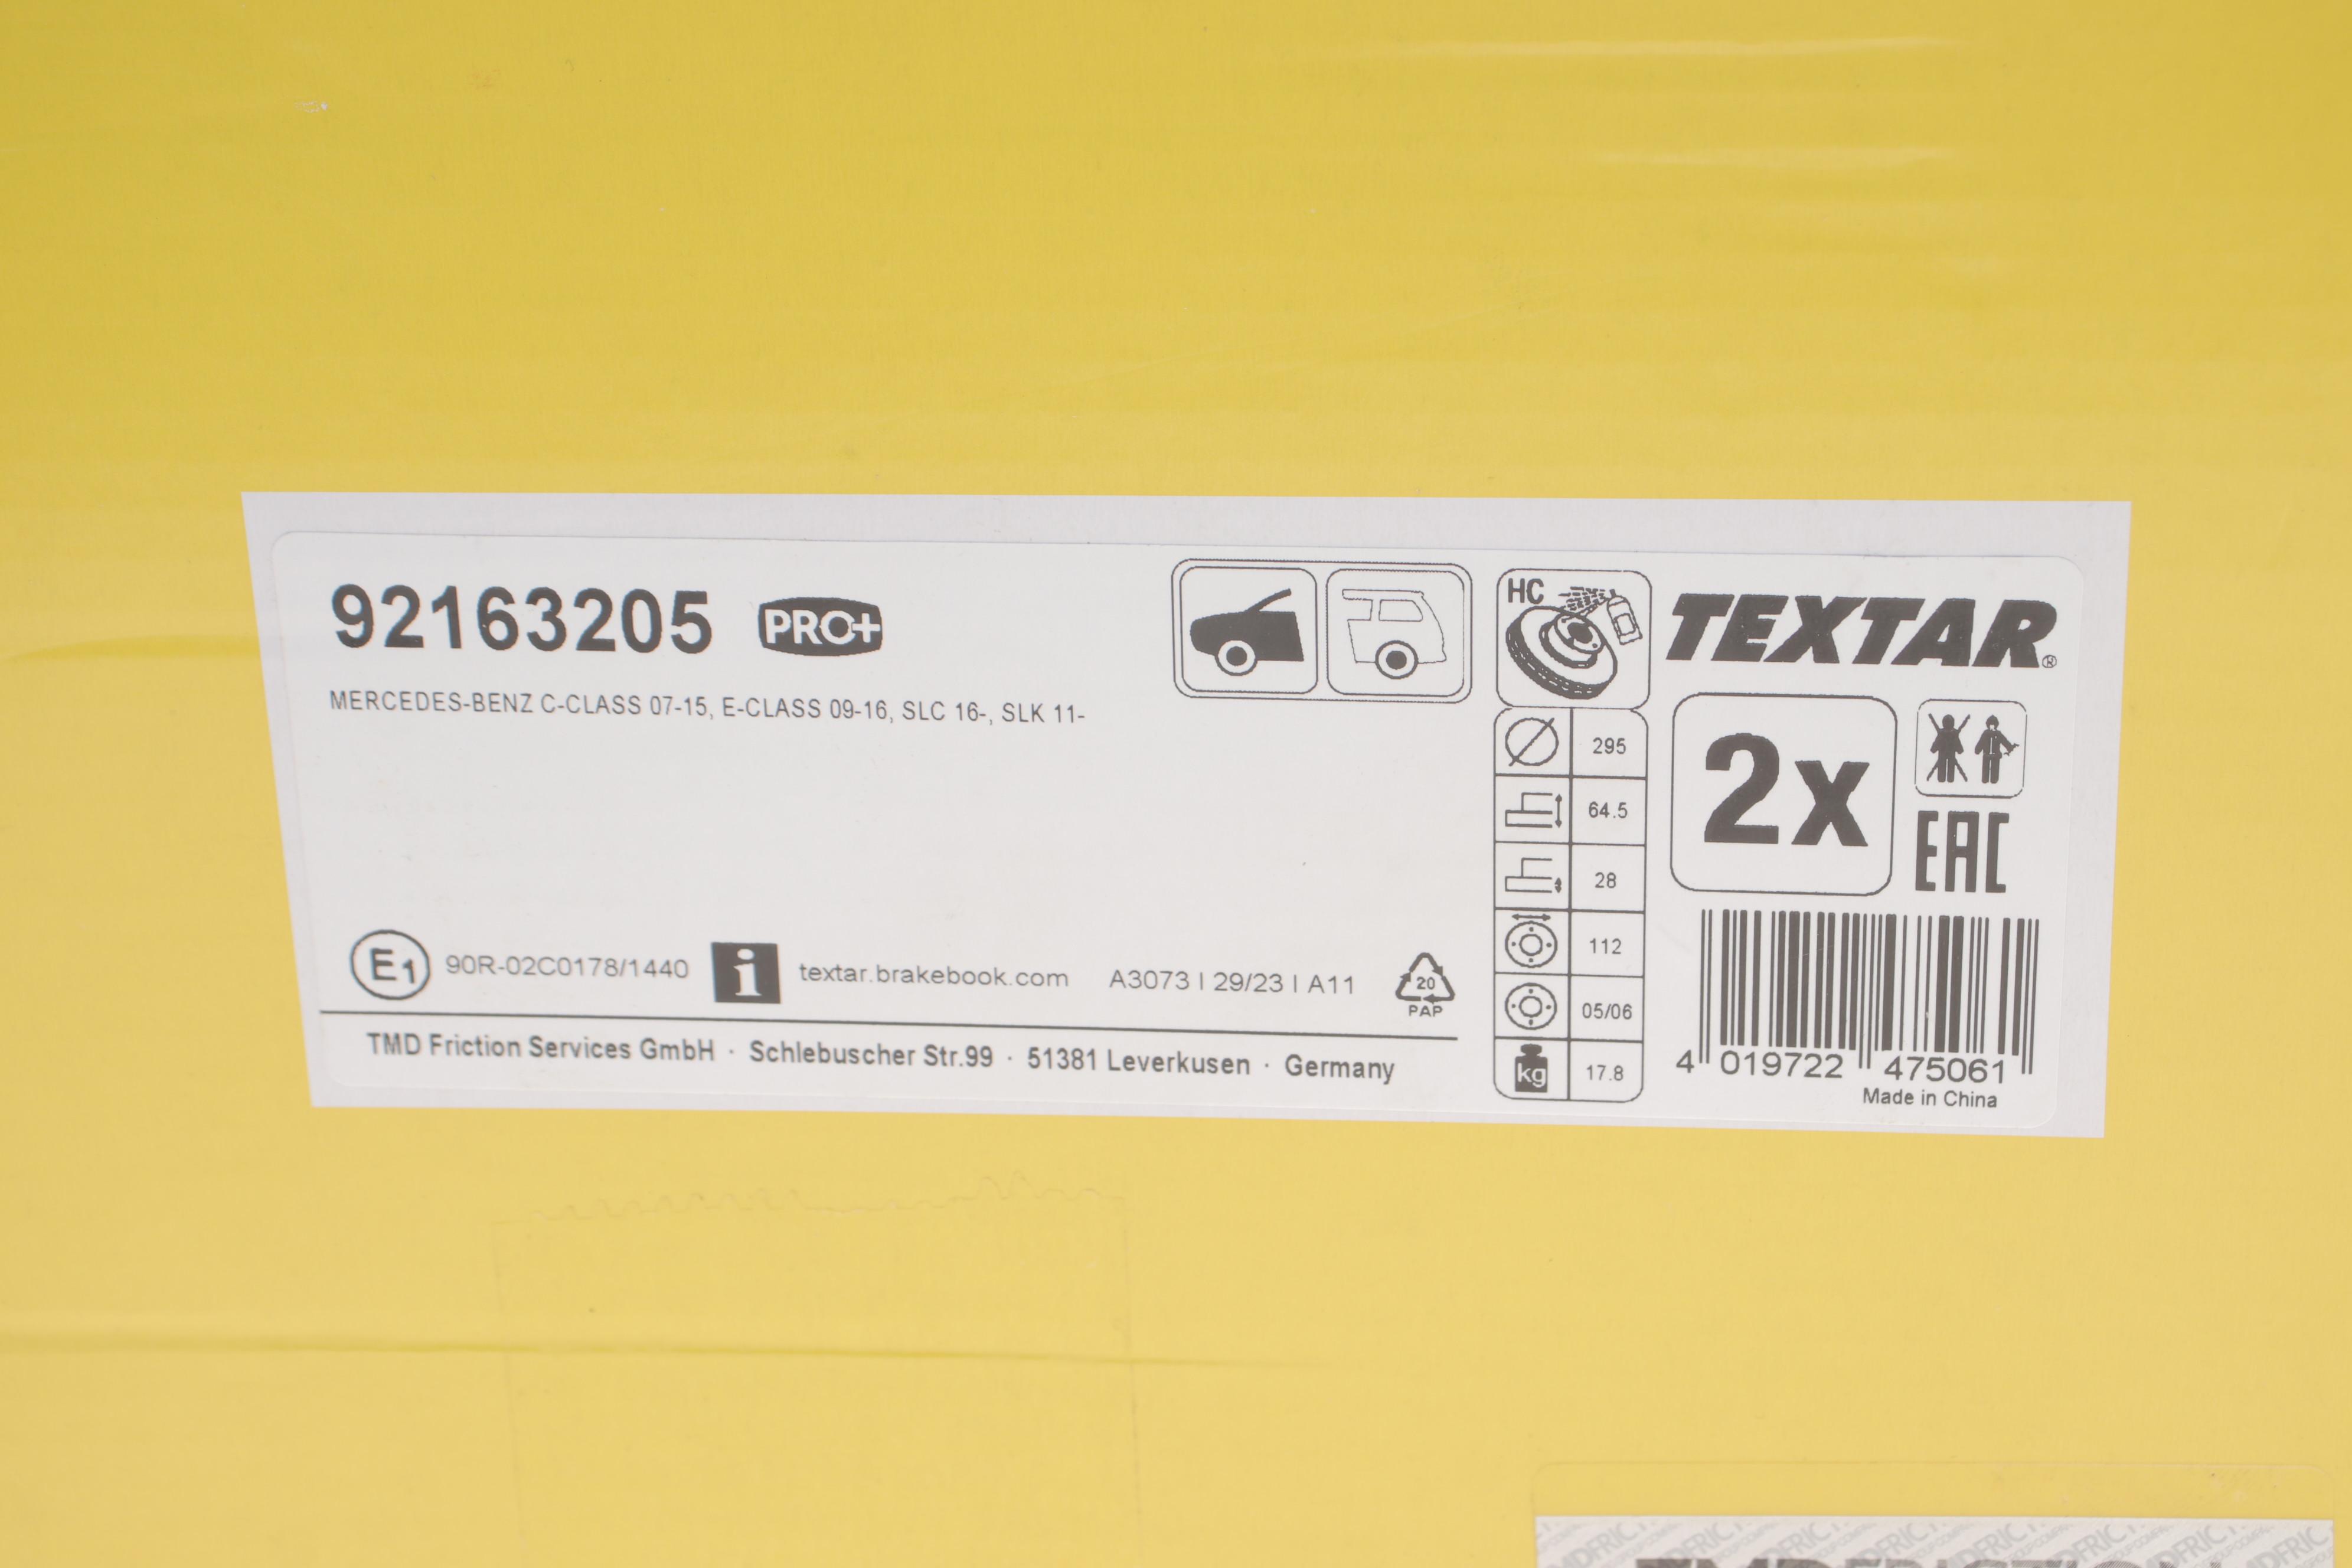 92163205 PRO+
MERCEDES-BENZ C-CLASS 07-15, E-CLASS 09-16, SLC 16-, SLK 11-
E1 90R-02C0178/1440 i textar.brakebook.com A3073 | 29/23 | A11
20
PAP
TMD Friction Services GmbH · Schlebuscher Str.99 · 51381 Leverkusen · Germany
HC
295
64.5
28
112
05/06
kg 17.8
TEXTAR®
2x
EAC
4 019722 475061
Made in China
TMDFRICTION